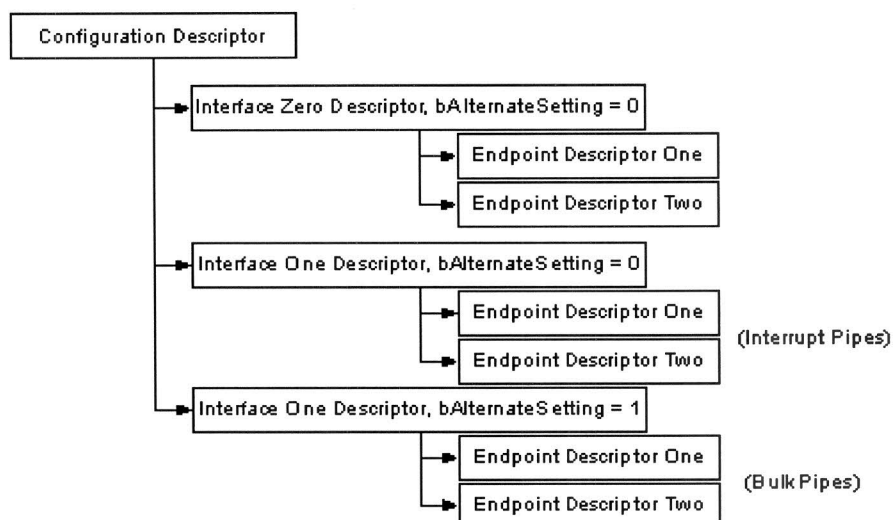 Configuration Descriptor
Interface Zero Descriptor, bAlternateSetting = 0
Endpoint Descriptor One
Endpoint Descriptor Two
Interface One Descriptor, bAlternateSetting = 0
Endpoint Descriptor One
(Interrupt Pipes)
Endpoint Descriptor Two
Interface One Descriptor, bAlternateSetting = 1
Endpoint Descriptor One
(Bulk Pipes)
Endpoint Descriptor Two